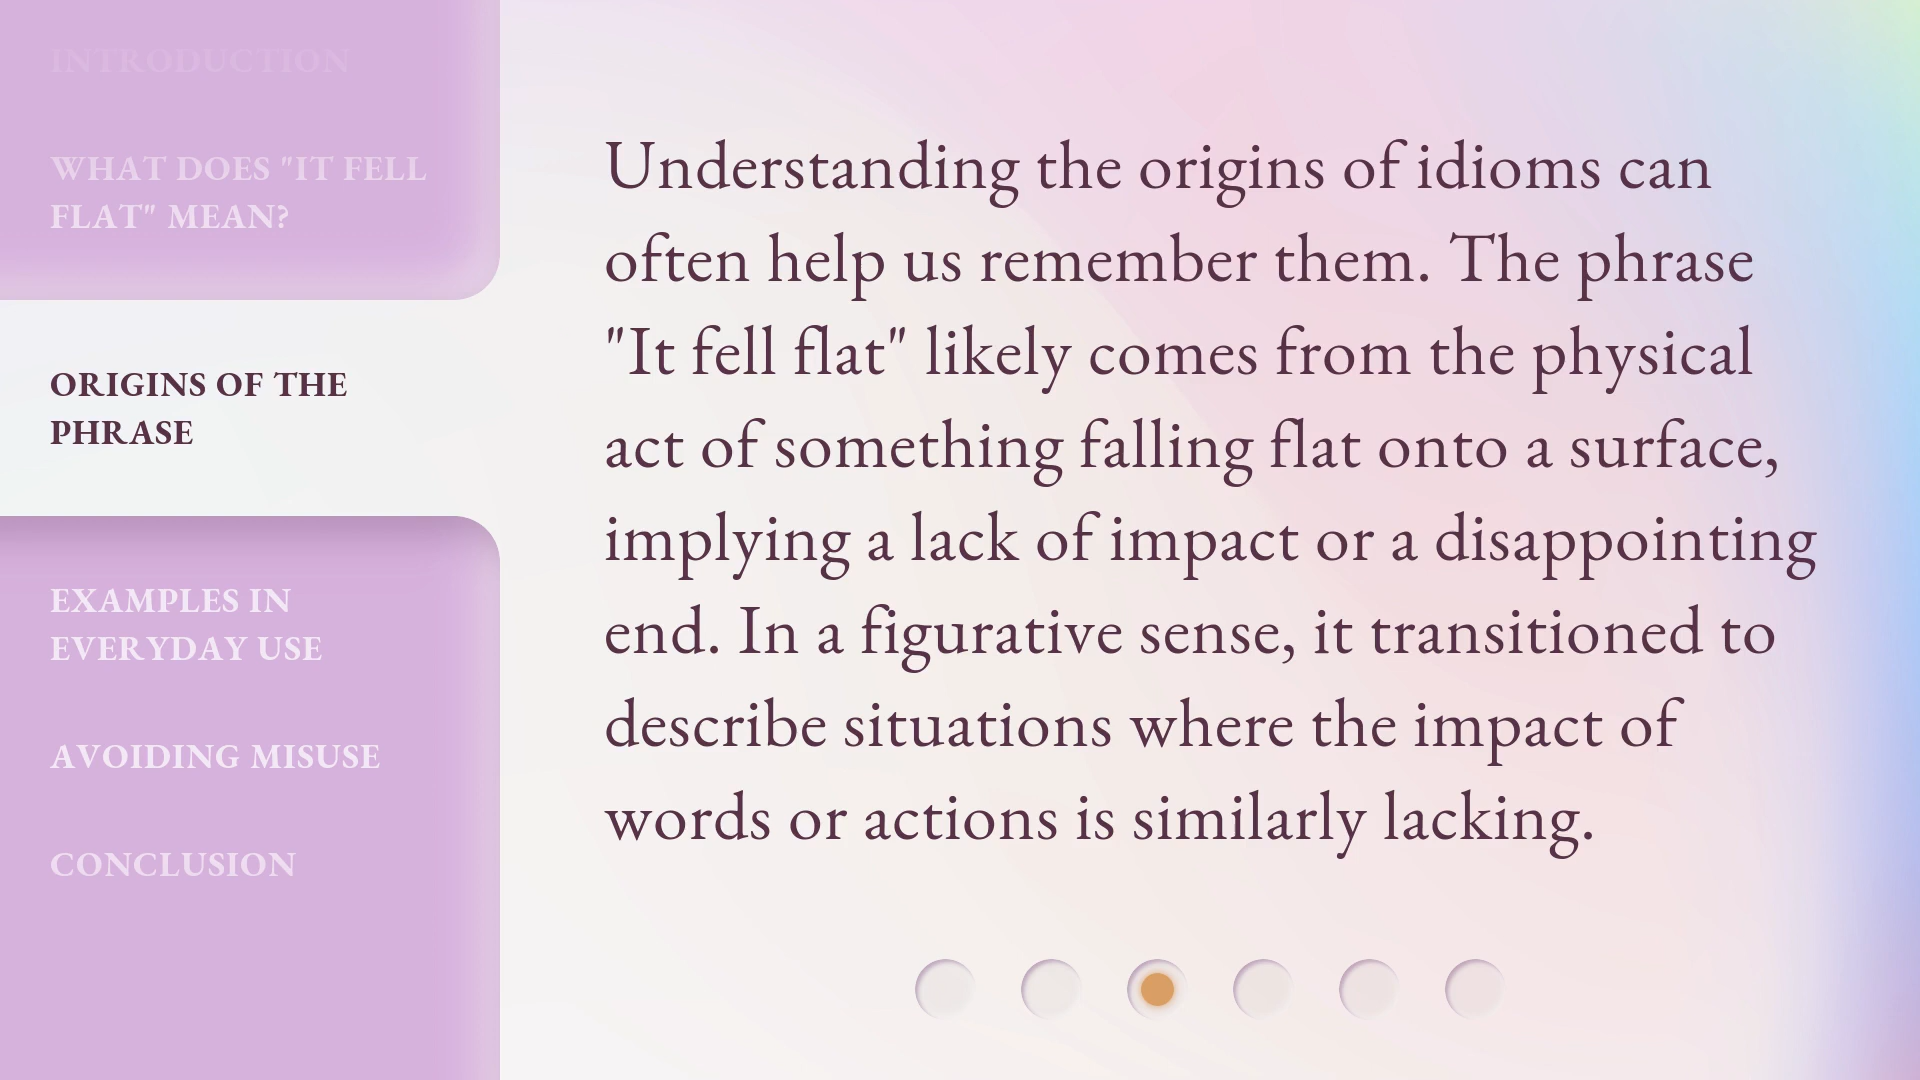 INTRODUCTION
WHAT DOES "IT FELL
FLAT" MEAN?
ORIGINS OF THE
PHRASE
EXAMPLES IN
EVERYDAY USE
AVOIDING MISUSE
CONCLUSION
Understanding the origins of idioms can
often help us remember them. The phrase
"It fell flat" likely comes from the physical
act of something falling flat onto a surface,
implying a lack of impact or a disappointing
end. In a figurative sense, it transitioned to
describe situations where the impact of
words or actions is similarly lacking.